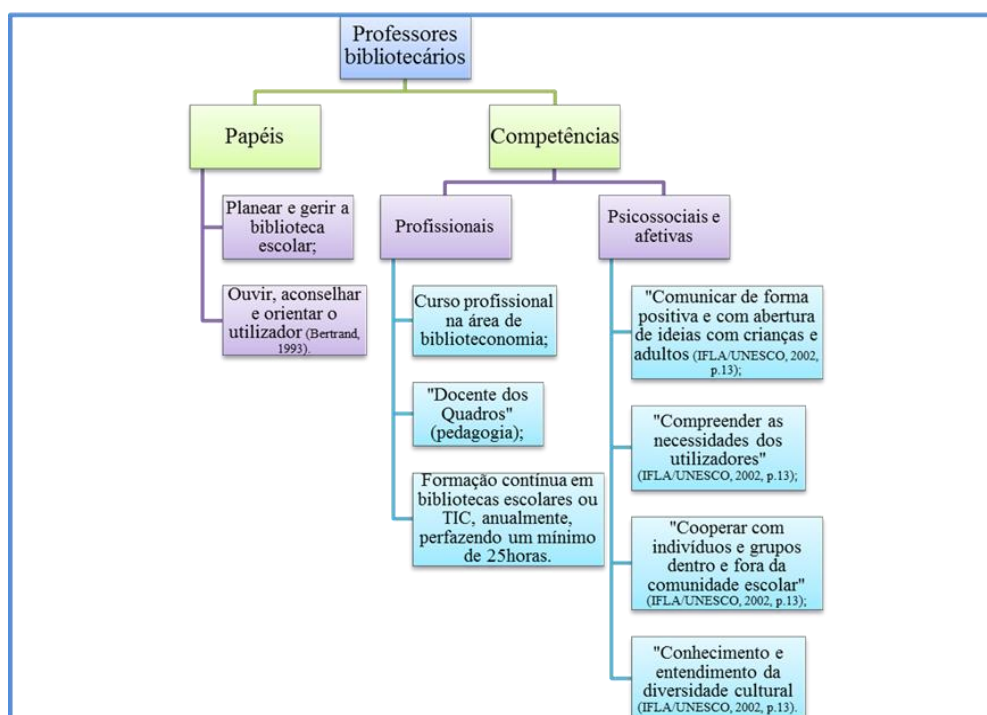 Professores
bibliotecários
Papéis
Competências
Planear e gerir a
biblioteca
escolar;
Ouvir, aconselhar
e orientar o
utilizador (Bertrand,
1993).
Profissionais
Curso profissional
na área de
biblioteconomia;
"Docente dos
Quadros"
(pedagogia);
Formação contínua em
bibliotecas escolares ou
TIC, anualmente,
perfazendo um mínimo
de 25horas.
Psicossociais e
afetivas
"Comunicar de forma
positiva e com abertura
de ideias com crianças e
adultos (IFLA/UNESCO, 2002,
p.13);
"Compreender as
necessidades dos
utilizadores"
(IFLA/UNESCO, 2002, p.13);
"Cooperar com
indivíduos e grupos
dentro e fora da
comunidade escolar"
(IFLA/UNESCO, 2002, p.13);
"Conhecimento e
entendimento da
diversidade cultural
(IFLA/UNESCO, 2002, p.13).